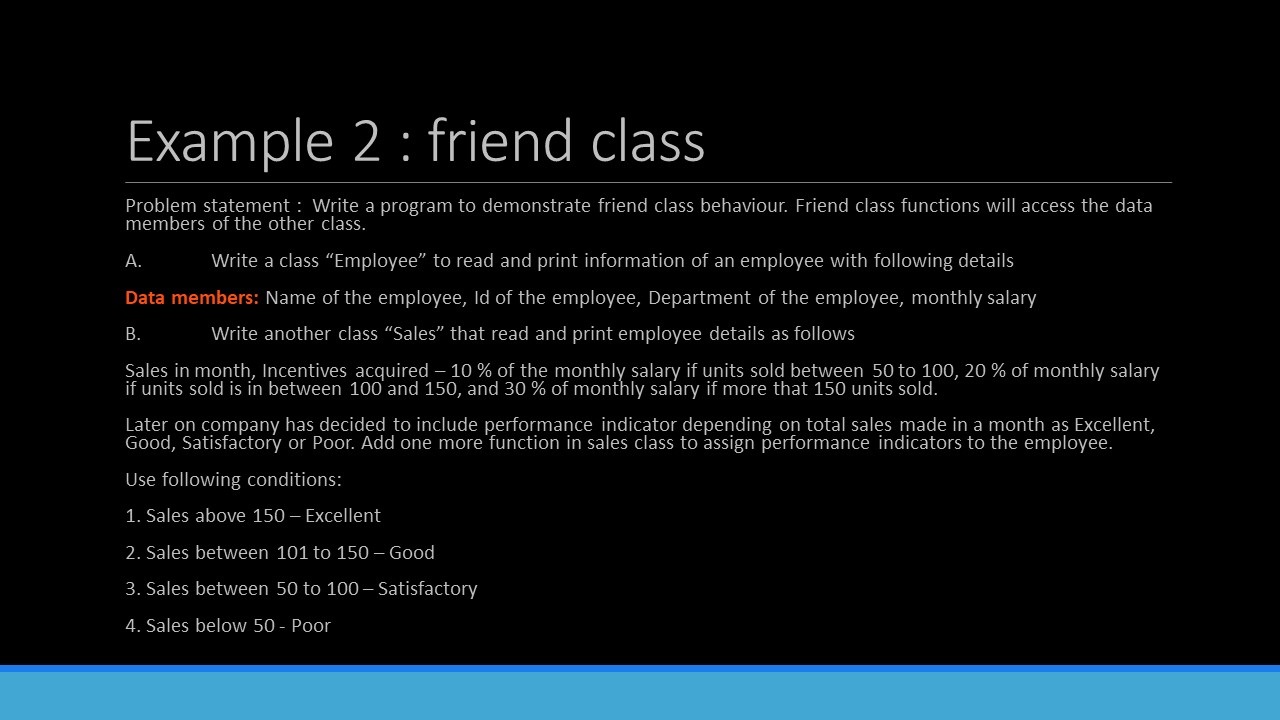 Example 2 : friend class
Problem statement :  Write a program to demonstrate friend class behaviour. Friend class functions will access the data
members of the other class.
A. Write a class “Employee” to read and print information of an employee with following details
Data members: Name of the employee, Id of the employee, Department of the employee, monthly salary
B. Write another class “Sales” that read and print employee details as follows
Sales in month, Incentives acquired – 10 % of the monthly salary if units sold between 50 to 100, 20 % of monthly salary
if units sold is in between 100 and 150, and 30 % of monthly salary if more that 150 units sold.
Later on company has decided to include performance indicator depending on total sales made in a month as Excellent,
Good, Satisfactory or Poor. Add one more function in sales class to assign performance indicators to the employee.
Use following conditions:
1. Sales above 150 – Excellent
2. Sales between 101 to 150 – Good
3. Sales between 50 to 100 – Satisfactory
4. Sales below 50 - Poor